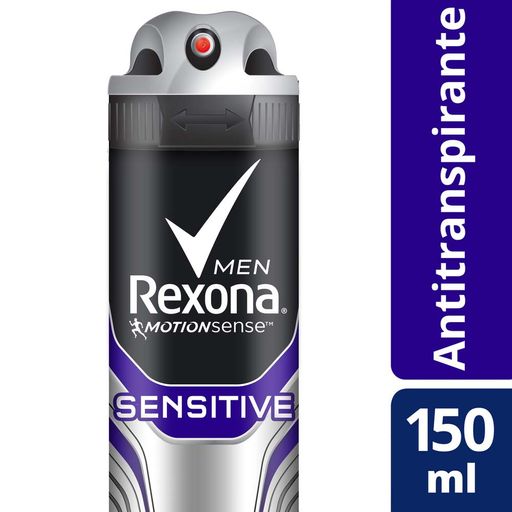 MEN
Rexona®
MOTIONsense™
SENSITIVE
Antitranspirante
150
ml